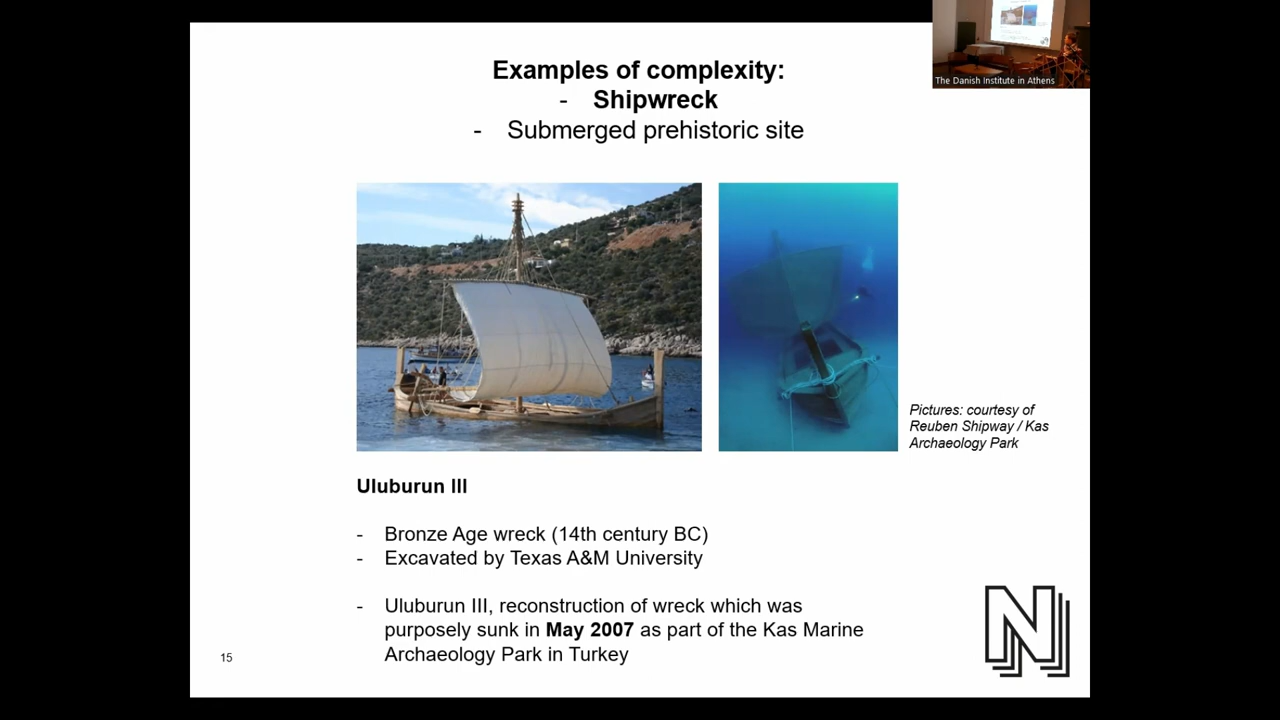 The Danish Institute in Athens
Examples of complexity:
- Shipwreck
- Submerged prehistoric site
Pictures: courtesy of
Reuben Shipway / Kas
Archaeology Park
Uluburun III
- Bronze Age wreck (14th century BC)
- Excavated by Texas A&M University
- Uluburun III, reconstruction of wreck which was
purposely sunk in May 2007 as part of the Kas Marine
Archaeology Park in Turkey
15
N